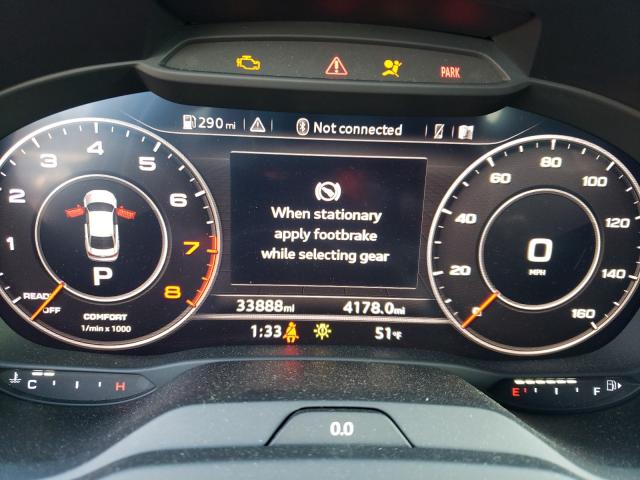 PARK
290 mi
Not connected
4 5
3 6
2 7
1 8
READY
OFF
P
COMFORT
1/min x 1000
When stationary
apply footbrake
while selecting gear
80
60 100
40 120
20 140
160
0
MPH
33888mi 4178.0mi
1:33 51°F
C H
E F
0.0